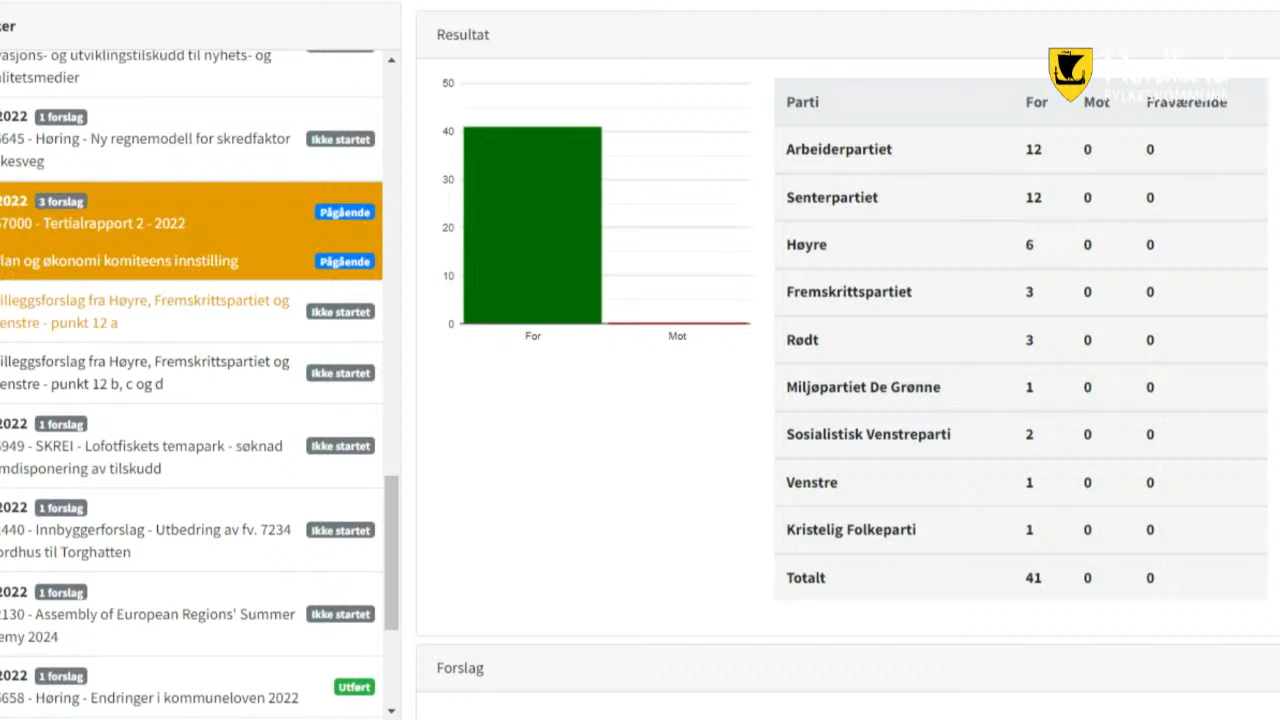 ker
vasjons- og utviklingstilskudd til nyhets- og
alitetsmedier
2022 1 forslag
6645 - Høring - Ny regnemodell for skredfaktor
lkesveg
Ikke startet
2022 3 forslag
67000 - Tertialrapport 2 - 2022
Pågående
lan og økonomi komiteens innstilling
Pågående
illeggsforslag fra Høyre, Fremskrittspartiet og
enstre - punkt 12 a
Ikke startet
illeggsforslag fra Høyre, Fremskrittspartiet og
enstre - punkt 12 b, c og d
Ikke startet
2022 1 forslag
6949 - SKREI - Lofotfiskets temapark - søknad
mdisponering av tilskudd
Ikke startet
2022 1 forslag
1440 - Innbyggerforslag - Utbedring av fv. 7234
ordhus til Torghatten
Ikke startet
2022 1 forslag
2130 - Assembly of European Regions' Summer
emy 2024
Ikke startet
2022 1 forslag
6658 - Høring - Endringer i kommuneloven 2022
Utført
Resultat
50
40
30
20
10
0
For Mot
Nordland
FYLKESKOMMUNE
Parti For Mot Fraværende
Arbeiderpartiet 12 0 0
Senterpartiet 12 0 0
Høyre 6 0 0
Fremskrittspartiet 3 0 0
Rødt 3 0 0
Miljøpartiet De Grønne 1 0 0
Sosialistisk Venstreparti 2 0 0
Venstre 1 0 0
Kristelig Folkeparti 1 0 0
Totalt 41 0 0
Forslag